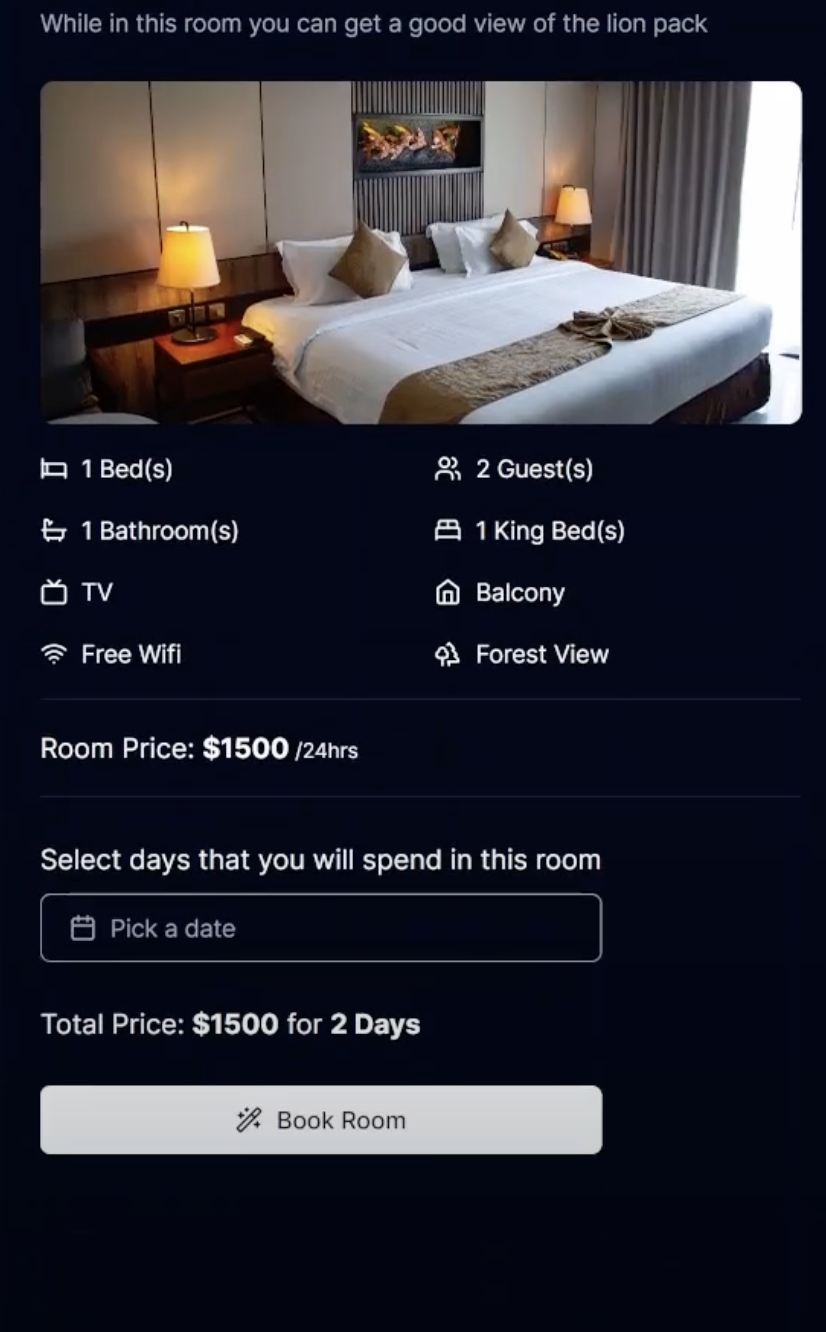 While in this room you can get a good view of the lion pack
1 Bed(s)
2 Guest(s)
1 Bathroom(s)
1 King Bed(s)
TV
Balcony
Free Wifi
Forest View
Room Price: $1500 /24hrs
Select days that you will spend in this room
Pick a date
Total Price: $1500 for 2 Days
Book Room